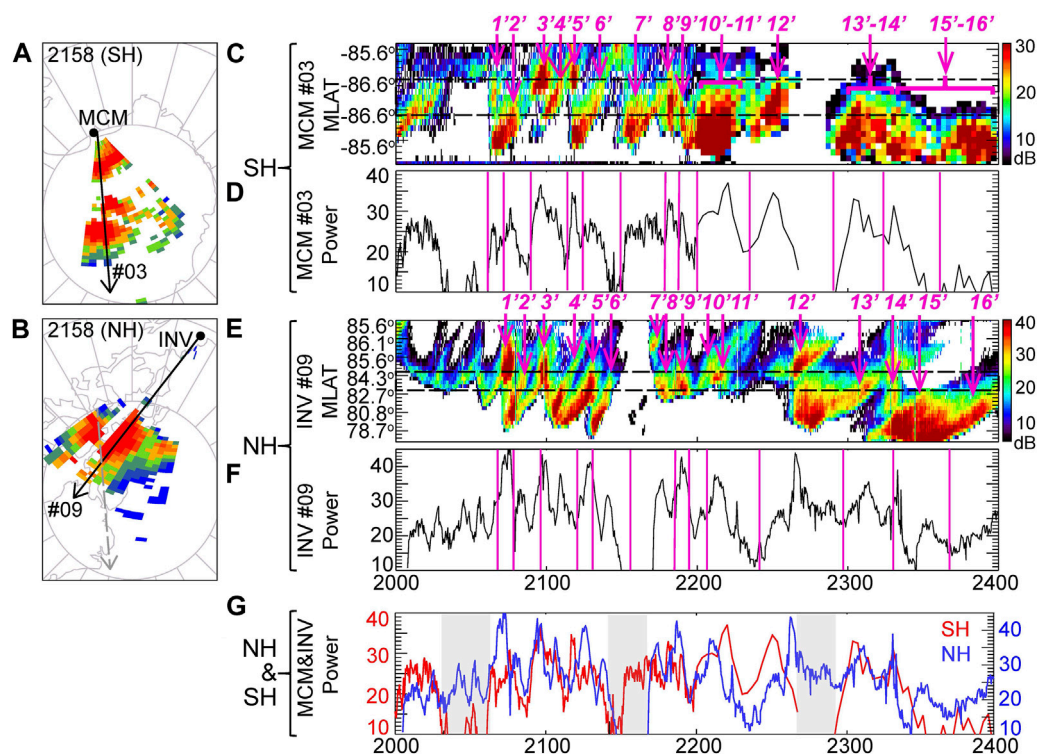 A
2158 (SH)
MCM
#03
B
2158 (NH)
INV
#09
SH
NH
C
1’ 2’ 3’ 4’ 5’ 6’ 7’ 8’ 9’ 10’-11’ 12’ 13’-14’ 15’-16’
MCM #03
MLAT
-85.6°
-86.6°
-86.6°
-85.6°
30
20
10
dB
D
MCM #03
Power
40
30
20
10
E
1’ 2’ 3’ 4’ 5’ 6’ 7’ 8’ 9’ 10’ 11’ 12’ 13’ 14’ 15’ 16’
INV #09
MLAT
85.6°
86.1°
85.6°
84.3°
82.7°
80.8°
78.7°
40
30
20
10
dB
F
INV #09
Power
40
30
20
10
2000 2100 2200 2300 2400
G
NH
&
SH
MCM&INV
Power
40
30
20
10
SH
NH
40
30
20
10
2000 2100 2200 2300 2400